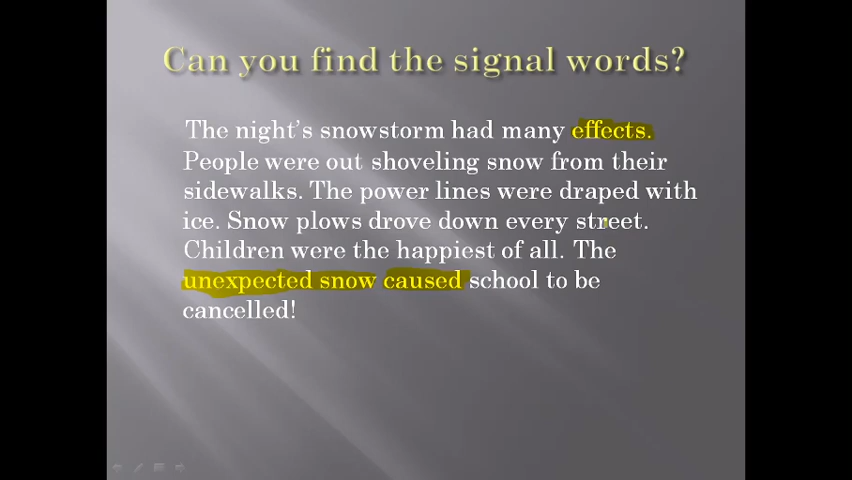 Can you find the signal words?
The night's snowstorm had many effects.
People were out shoveling snow from their
sidewalks. The power lines were draped with
ice. Snow plows drove down every street.
Children were the happiest of all. The
unexpected snow caused school to be
cancelled!